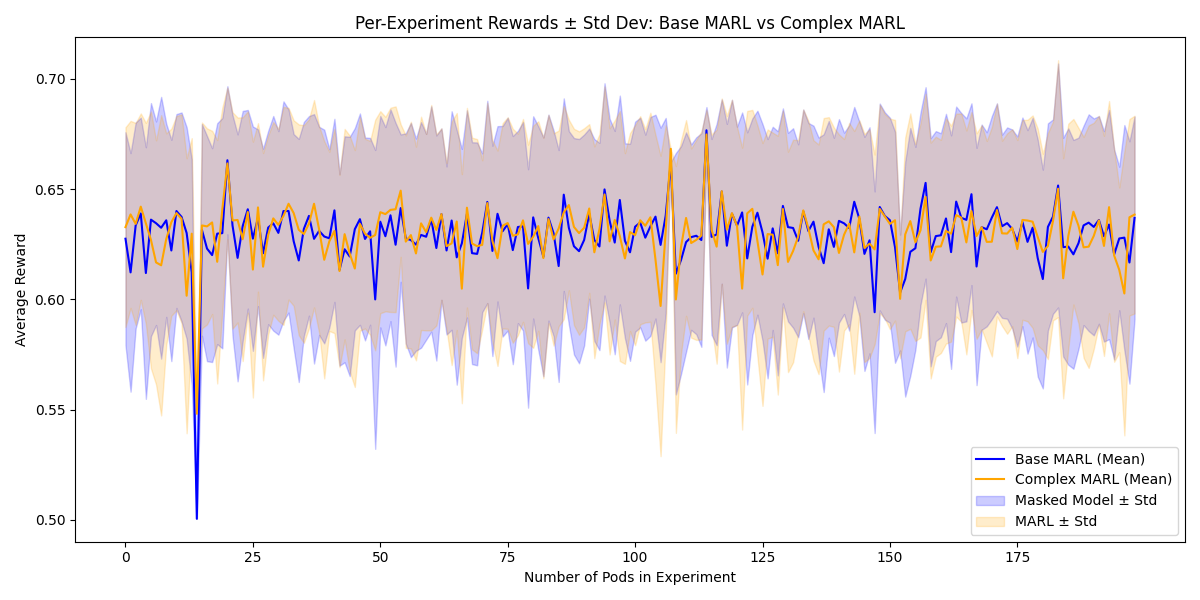 Per-Experiment Rewards ± Std Dev: Base MARL vs Complex MARL
Average Reward
0.70
0.65
0.60
0.55
0.50
0 25 50 75 100 125 150 175
Number of Pods in Experiment
Base MARL (Mean)
Complex MARL (Mean)
Masked Model ± Std
MARL ± Std